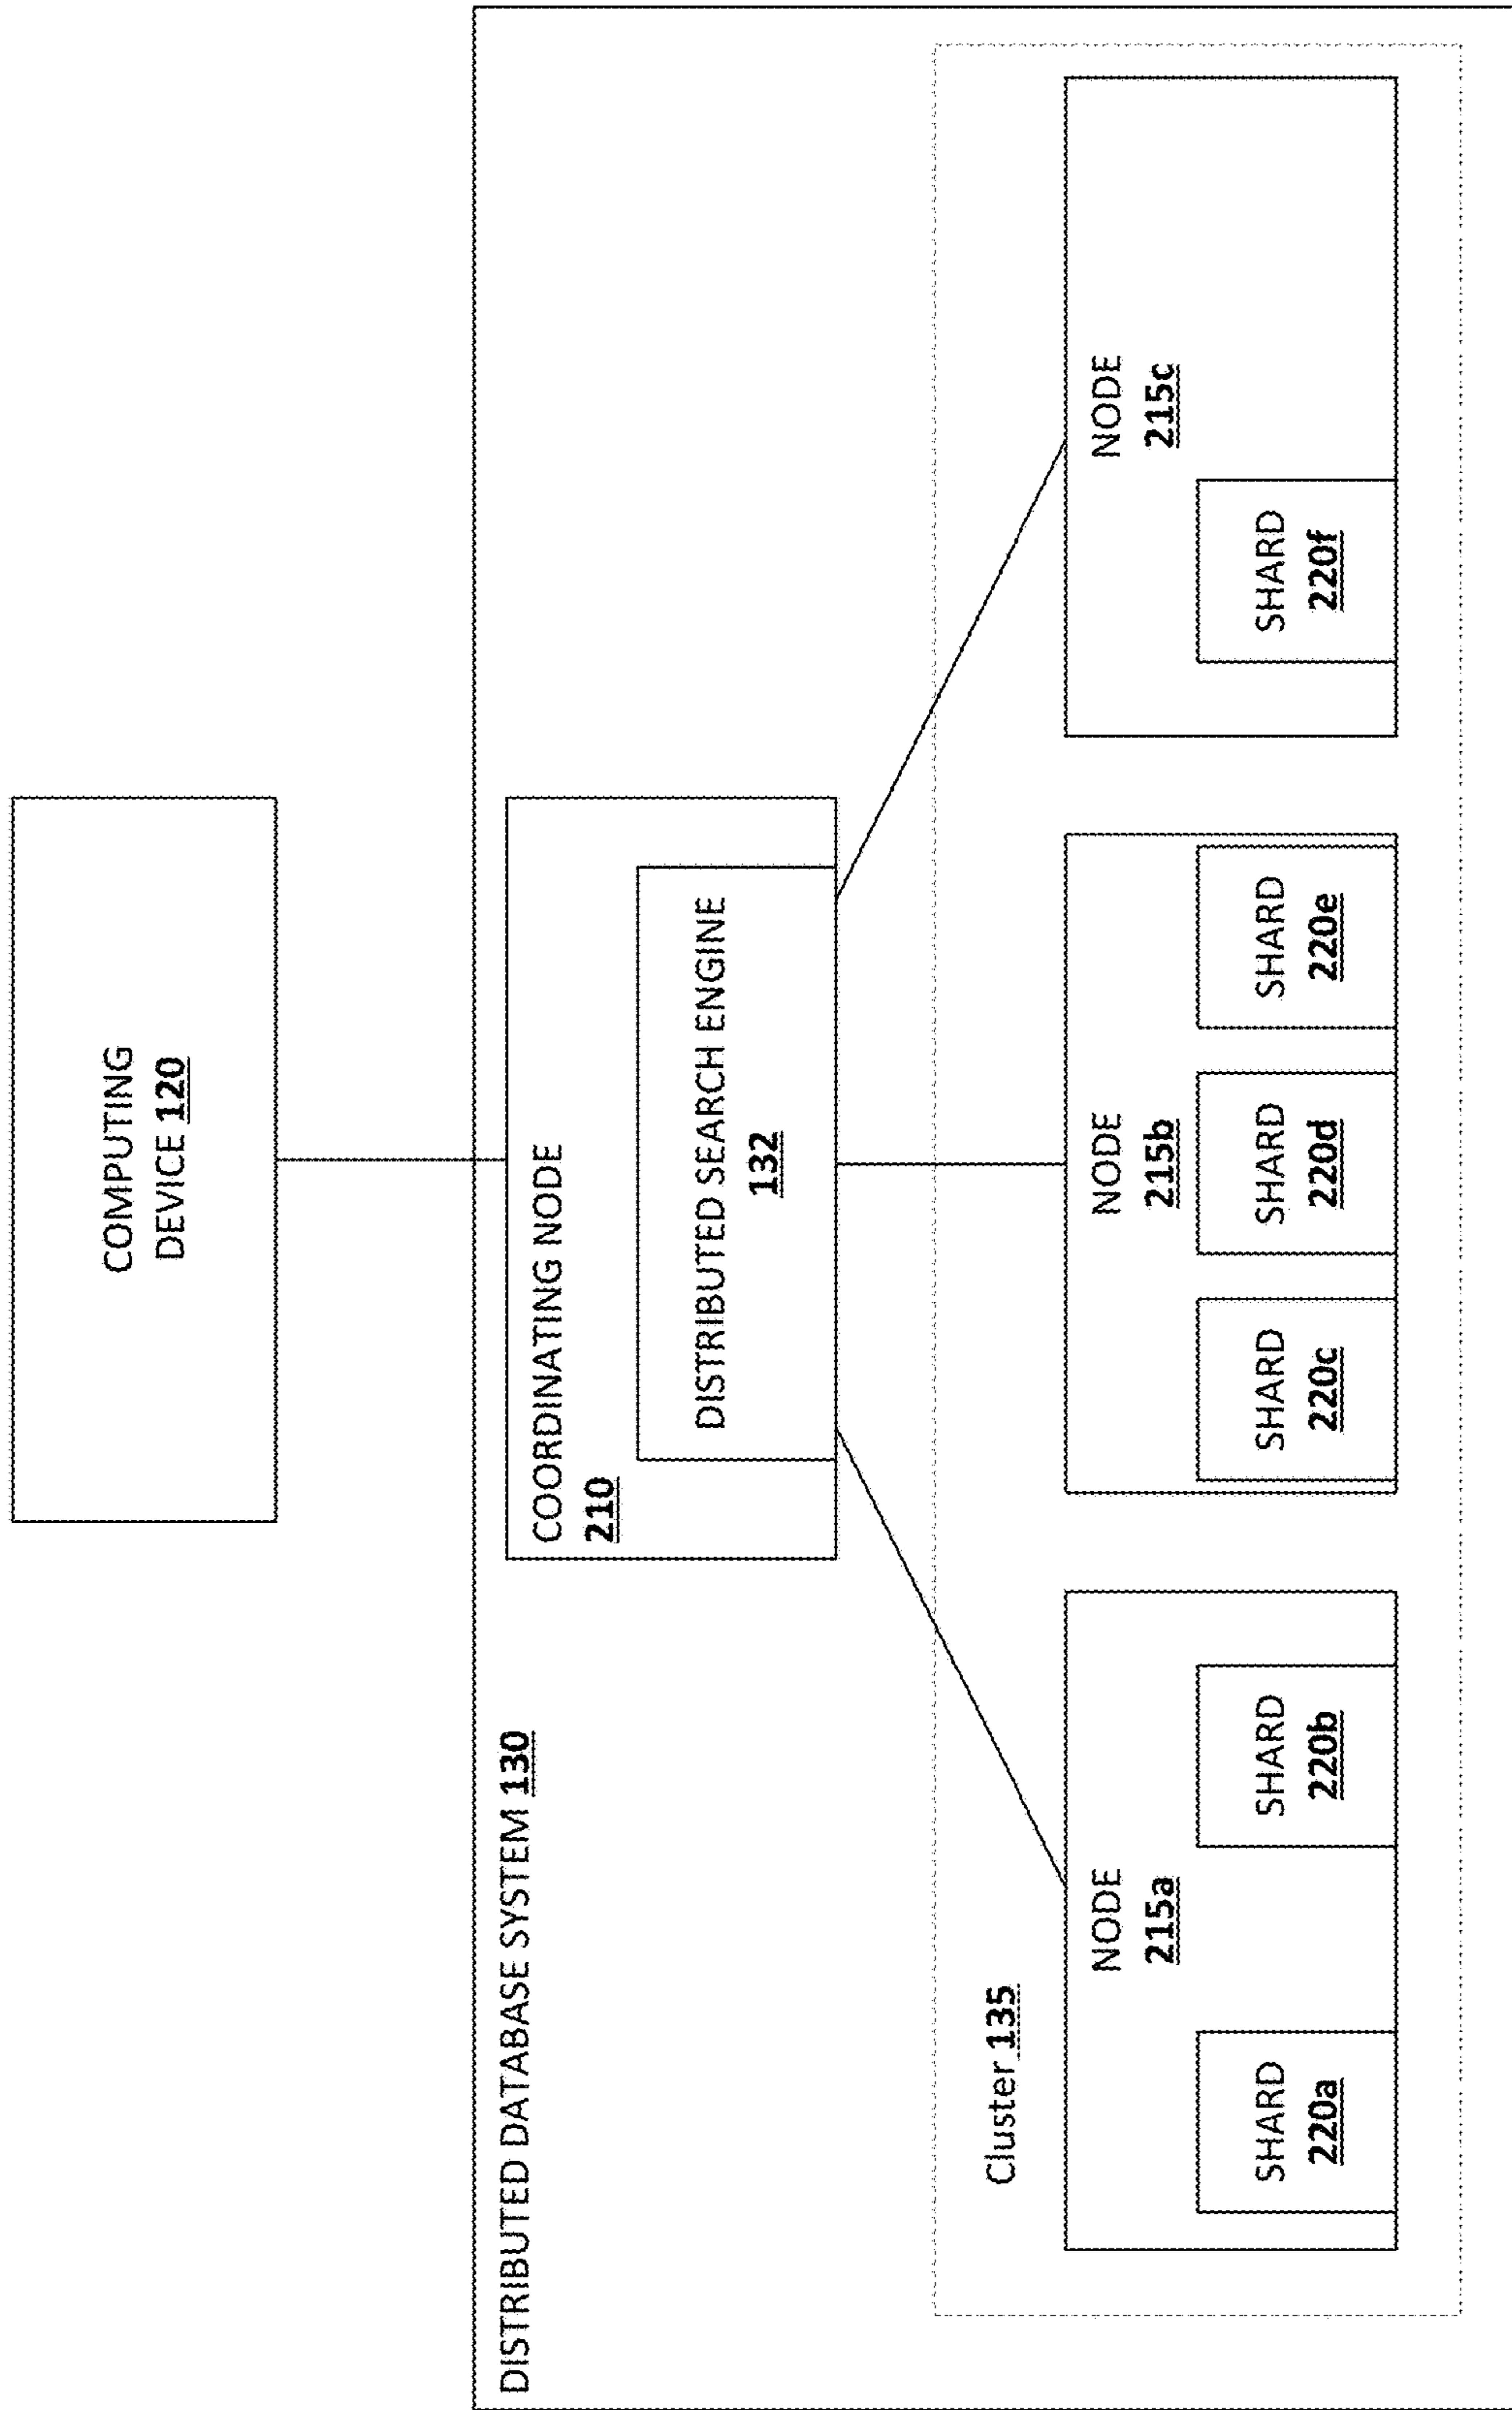 COMPUTING
DEVICE 120
DISTRIBUTED DATABASE SYSTEM 130
COORDINATING NODE
210
DISTRIBUTED SEARCH ENGINE
132
Cluster 135
NODE
215a
SHARD
220a
SHARD
220b
NODE
215b
SHARD
220c
SHARD
220d
SHARD
220e
NODE
215c
SHARD
220f